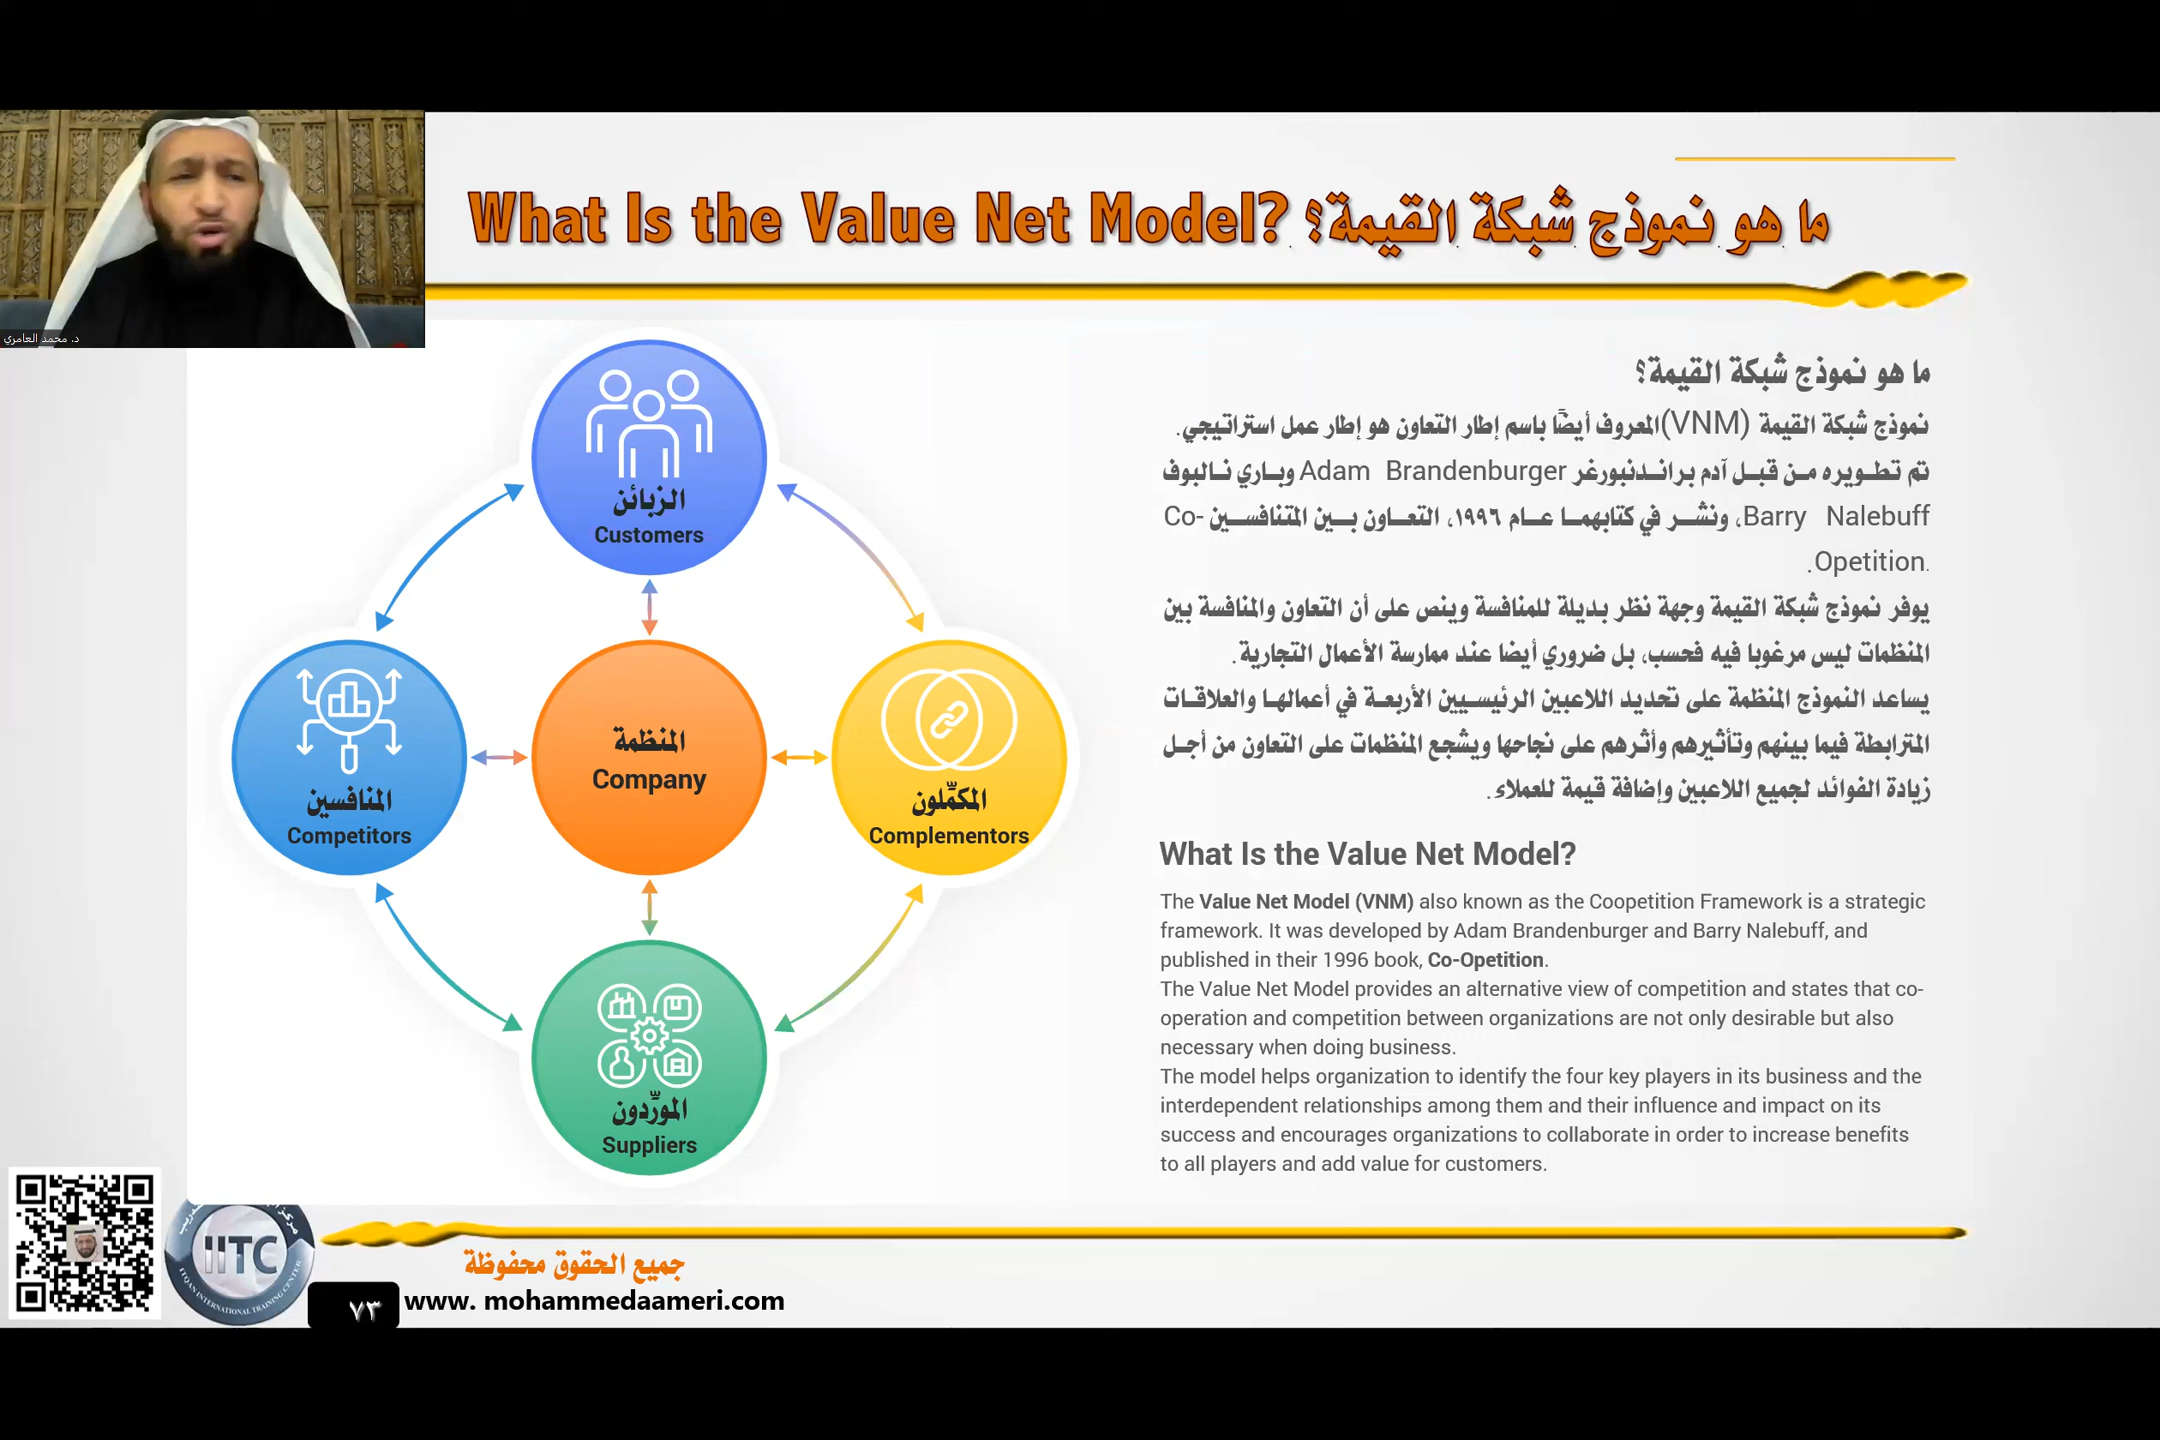 What Is the Value Net Model? ما هو نموذج شبكة القيمة؟
د. محمد العامري
الزبائن
Customers
المنافسين
Competitors
المنظمة
Company
المكمّلون
Complementors
المورّدون
Suppliers
ما هو نموذج شبكة القيمة؟
نموذج شبكة القيمة (VNM)المعروف أيضًا باسم إطار التعاون هو إطار عمل استراتيجي.
تم تطويره من قبل آدم براندنبورغر Adam Brandenburger وباري نالبوف
Barry Nalebuff، ونشر في كتابهما عام ١٩٩٦، التعاون بين المتنافسين Co-
Opetition.
يوفر نموذج شبكة القيمة وجهة نظر بديلة للمنافسة وينص على أن التعاون والمنافسة بين
المنظمات ليس مرغوبا فيه فحسب، بل ضروري أيضا عند ممارسة الأعمال التجارية.
يساعد النموذج المنظمة على تحديد اللاعبين الرئيسيين الأربعة في أعمالها والعلاقات
المترابطة فيما بينهم وتأثيرهم وأثرهم على نجاحها ويشجع المنظمات على التعاون من أجل
زيادة الفوائد لجميع اللاعبين وإضافة قيمة للعملاء.
What Is the Value Net Model?
The Value Net Model (VNM) also known as the Coopetition Framework is a strategic
framework. It was developed by Adam Brandenburger and Barry Nalebuff, and
published in their 1996 book, Co-Opetition.
The Value Net Model provides an alternative view of competition and states that co-
operation and competition between organizations are not only desirable but also
necessary when doing business.
The model helps organization to identify the four key players in its business and the
interdependent relationships among them and their influence and impact on its
success and encourages organizations to collaborate in order to increase benefits
to all players and add value for customers.
IITC
ITQAN INTERNATIONAL TRAINING CENTER
جميع الحقوق محفوظة
٧٣
www. mohammedaameri.com